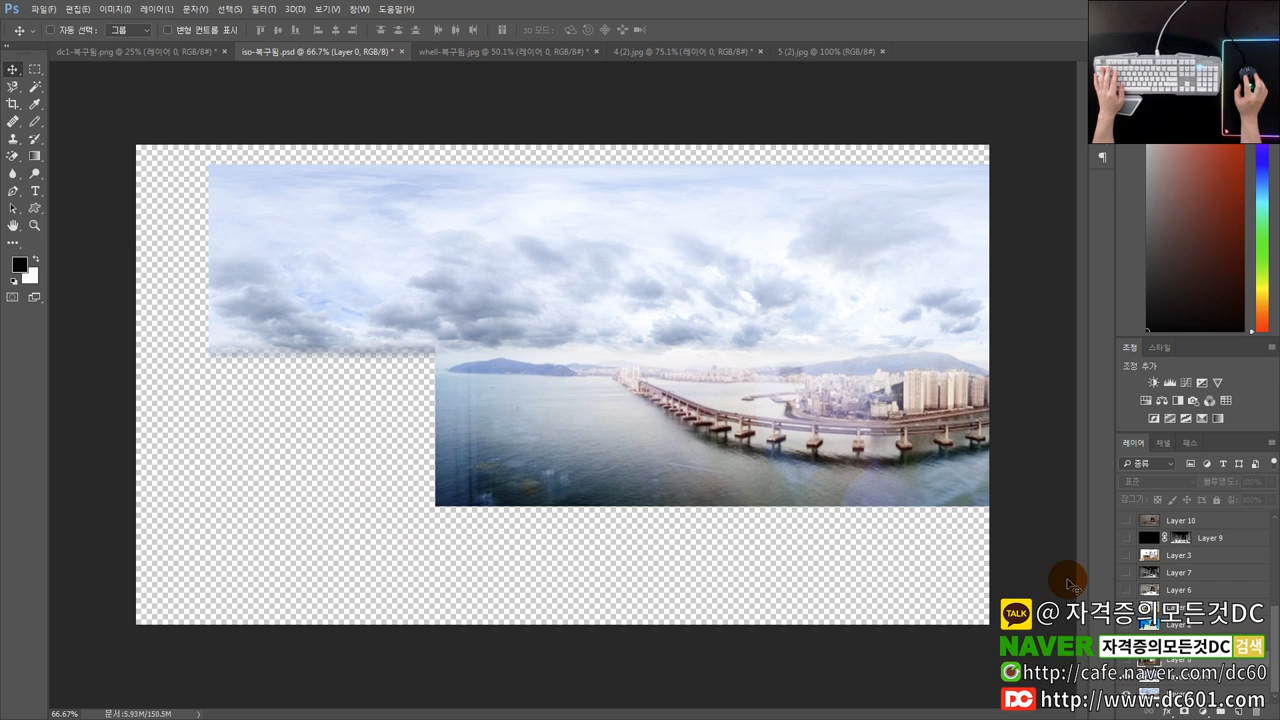 Ps 파일(F) 편집(E) 이미지(I) 레이어(L) 문자(Y) 선택(S) 필터(T) 3D(D) 보기(V) 창(W) 도움말(H)
자동 선택: 그룹 변형 컨트롤 표시 3D 모드:
dc1-복구됨.png @ 25% (레이어 0, RGB/8#) * × iso-복구됨.psd @ 66.7% (Layer 0, RGB/8) * × whell-복구됨.jpg @ 50.1% (레이어 0, RGB/8#) * × 4 (2).jpg @ 75.1% (레이어 0, RGB/8#) * × 5 (2).jpg @ 100% (RGB/8#) ×
조정 스타일
조정 추가
레이어 채널 패스
종류
표준 불투명도: 100%
잠그기: 칠: 100%
Layer 10
Layer 9
Layer 3
Layer 7
Layer 6
TALK @ 자격증의모든것DC
NAVER 자격증의모든것DC 검색
http://cafe.naver.com/dc60
DC http://www.dc601.com
66.67% 문서:5.93M/150.5M